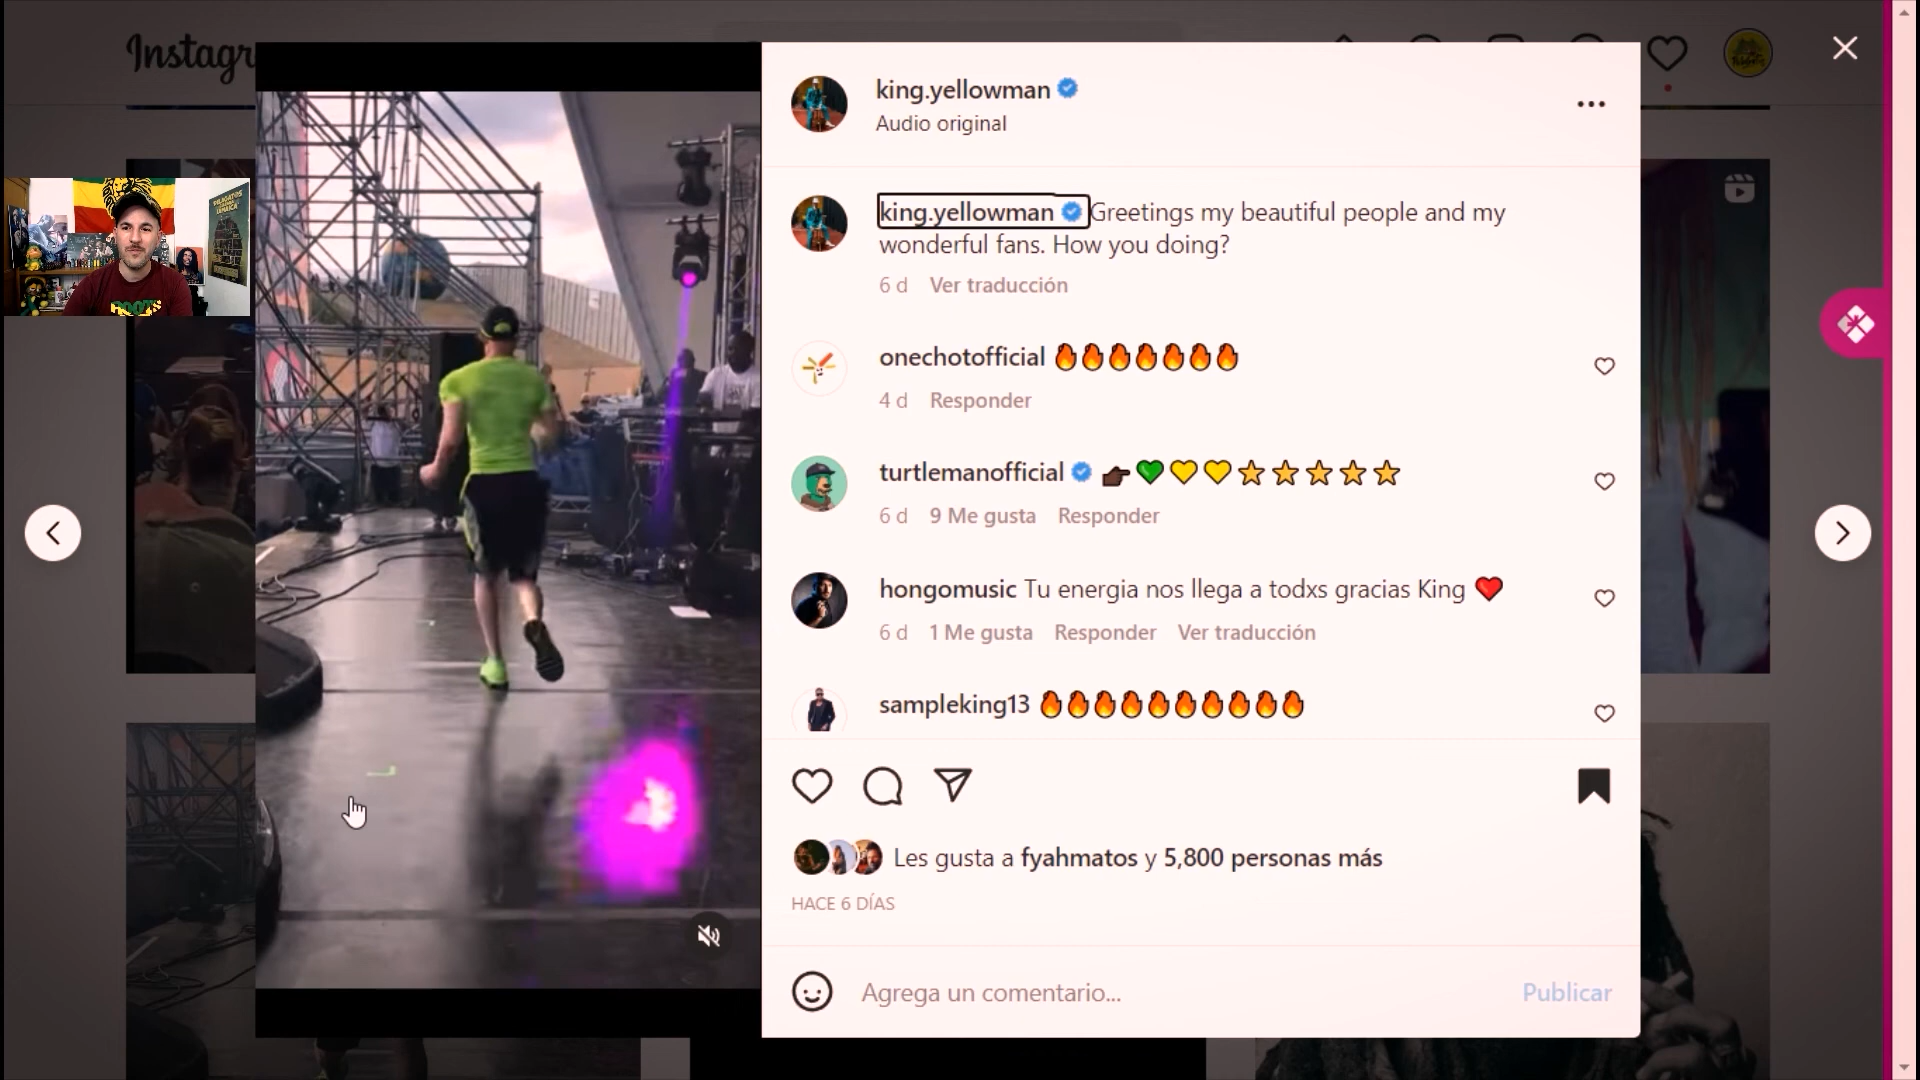 Instagr
king.yellowman
Audio original
king.yellowman Greetings my beautiful people and my
wonderful fans. How you doing?
6 d Ver traducción
onechotofficial 🔥🔥🔥🔥🔥🔥🔥
4 d Responder
turtlemanofficial 👉🏿💚💛💛⭐⭐⭐⭐⭐
6 d 9 Me gusta Responder
hongomusic Tu energia nos llega a todxs gracias King ❤️
6 d 1 Me gusta Responder Ver traducción
sampleking13 🔥🔥🔥🔥🔥🔥🔥🔥🔥🔥
Les gusta a fyahmatos y 5,800 personas más
HACE 6 DÍAS
Agrega un comentario...
Publicar